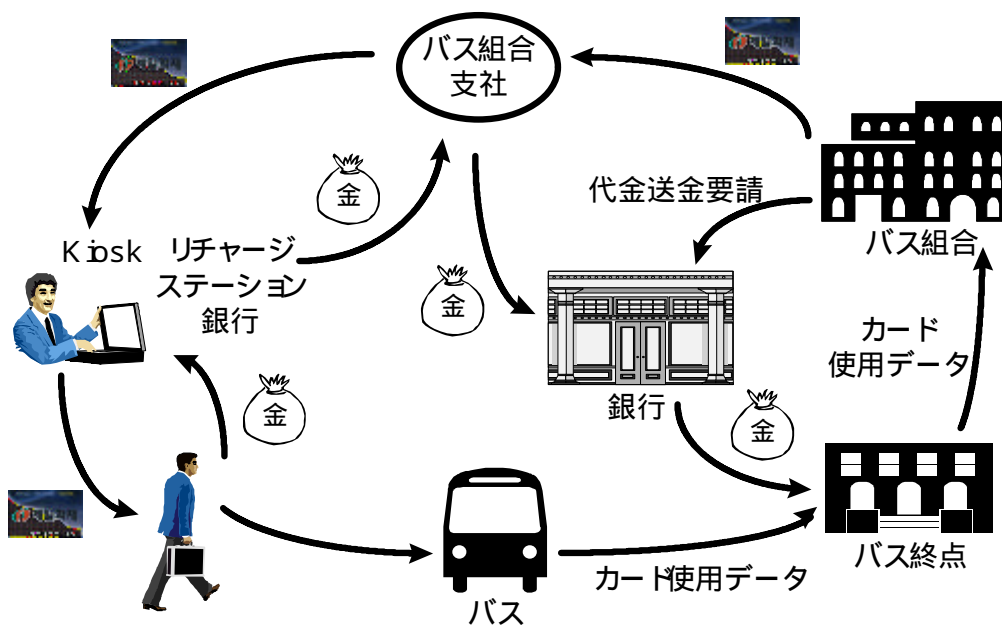 バス組合
支社
金
代金送金要請
バス組合
Kiosk リチャージ
ステーション
銀行
金
カード
使用データ
金
銀行
金
バス終点
カード使用データ
バス